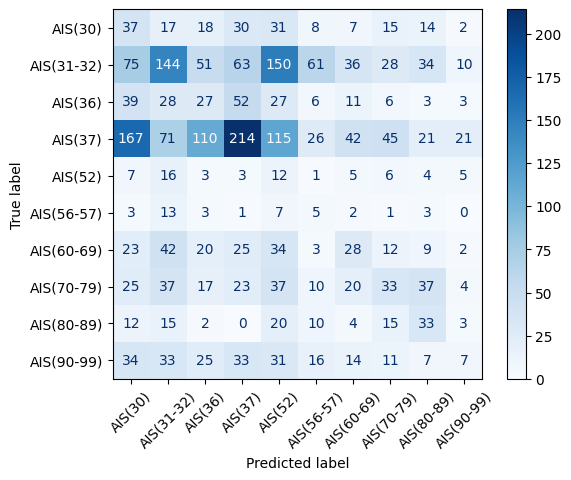 AIS(30) 37 17 18 30 31 8 7 15 14 2
AIS(31-32) 75 144 51 63 150 61 36 28 34 10
AIS(36) 39 28 27 52 27 6 11 6 3 3
AIS(37) 167 71 110 214 115 26 42 45 21 21
AIS(52) 7 16 3 3 12 1 5 6 4 5
AIS(56-57) 3 13 3 1 7 5 2 1 3 0
AIS(60-69) 23 42 20 25 34 3 28 12 9 2
AIS(70-79) 25 37 17 23 37 10 20 33 37 4
AIS(80-89) 12 15 2 0 20 10 4 15 33 3
AIS(90-99) 34 33 25 33 31 16 14 11 7 7
AIS(30) AIS(31-32) AIS(36) AIS(37) AIS(52) AIS(56-57) AIS(60-69) AIS(70-79) AIS(80-89) AIS(90-99)
Predicted label
True label
200
175
150
125
100
75
50
25
0